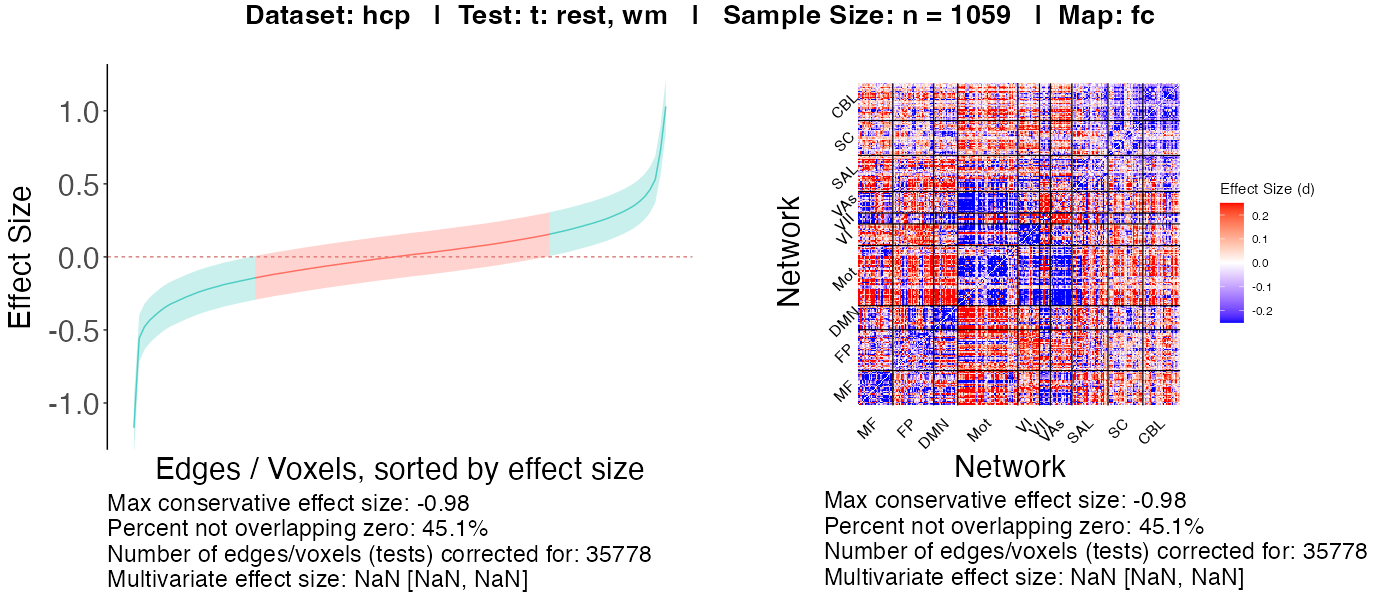 Dataset: hcp | Test: t: rest, wm | Sample Size: n = 1059 | Map: fc
Effect Size
1.0
0.5
0.0
-0.5
-1.0
Edges / Voxels, sorted by effect size
Max conservative effect size: -0.98
Percent not overlapping zero: 45.1%
Number of edges/voxels (tests) corrected for: 35778
Multivariate effect size: NaN [NaN, NaN]
Network
CBL
SC
SAL
VAs
VII
VI
Mot
DMN
FP
MF
MF
FP
DMN
Mot
VI
VII
VAs
SAL
SC
CBL
Network
Effect Size (d)
0.2
0.1
0.0
-0.1
-0.2
Max conservative effect size: -0.98
Percent not overlapping zero: 45.1%
Number of edges/voxels (tests) corrected for: 35778
Multivariate effect size: NaN [NaN, NaN]